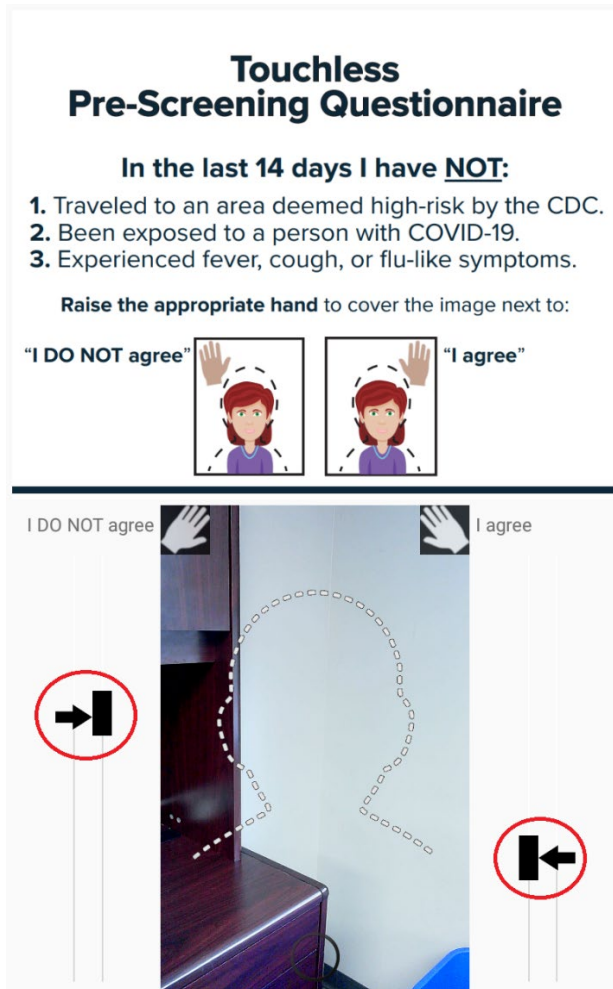 Touchless
Pre-Screening Questionnaire
In the last 14 days I have NOT:
1. Traveled to an area deemed high-risk by the CDC.
2. Been exposed to a person with COVID-19.
3. Experienced fever, cough, or flu-like symptoms.
Raise the appropriate hand to cover the image next to:
“I DO NOT agree” “I agree”
I DO NOT agree I agree